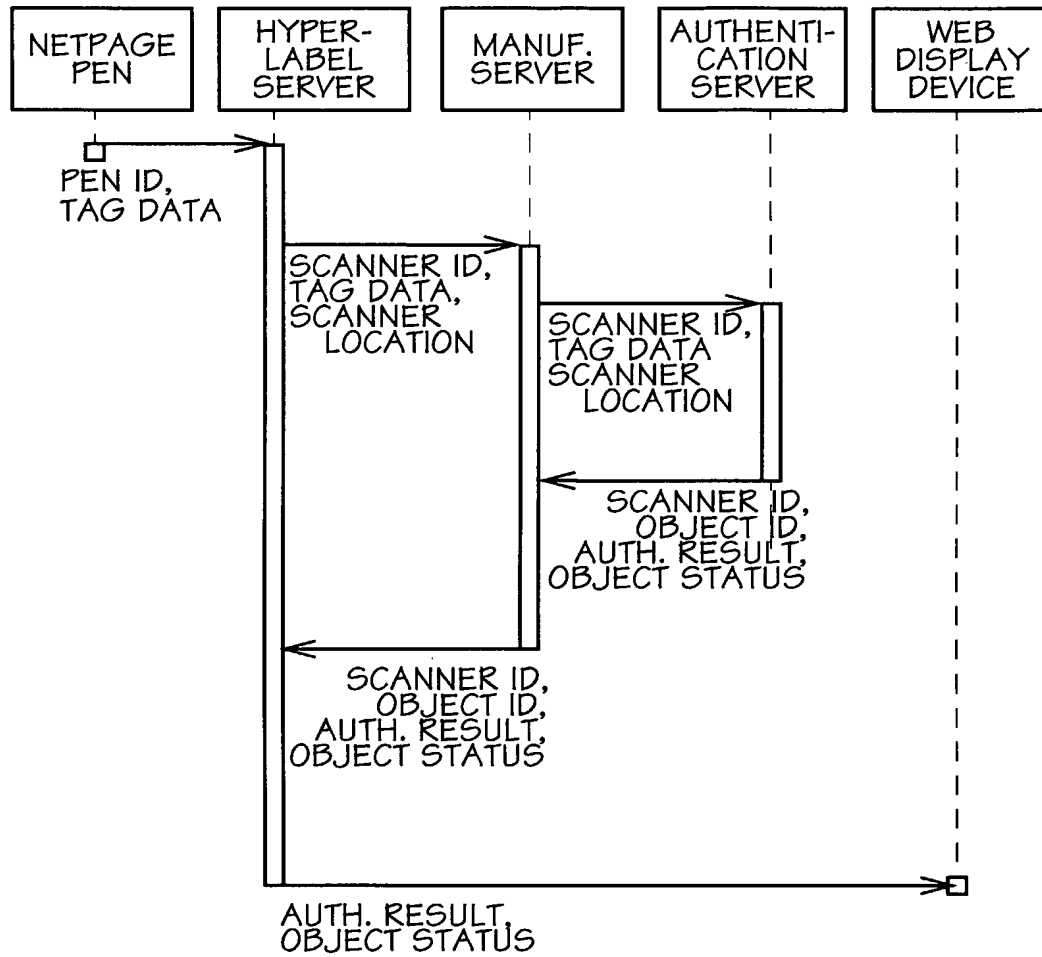 NETPAGE
PEN
HYPER-
LABEL
SERVER
MANUF.
SERVER
AUTHENTI-
CATION
SERVER
WEB
DISPLAY
DEVICE
PEN ID,
TAG DATA
SCANNER ID,
TAG DATA,
SCANNER
LOCATION
SCANNER ID,
TAG DATA
SCANNER
LOCATION
SCANNER ID,
OBJECT ID,
AUTH. RESULT,
OBJECT STATUS
SCANNER ID,
OBJECT ID,
AUTH. RESULT,
OBJECT STATUS
AUTH. RESULT,
OBJECT STATUS